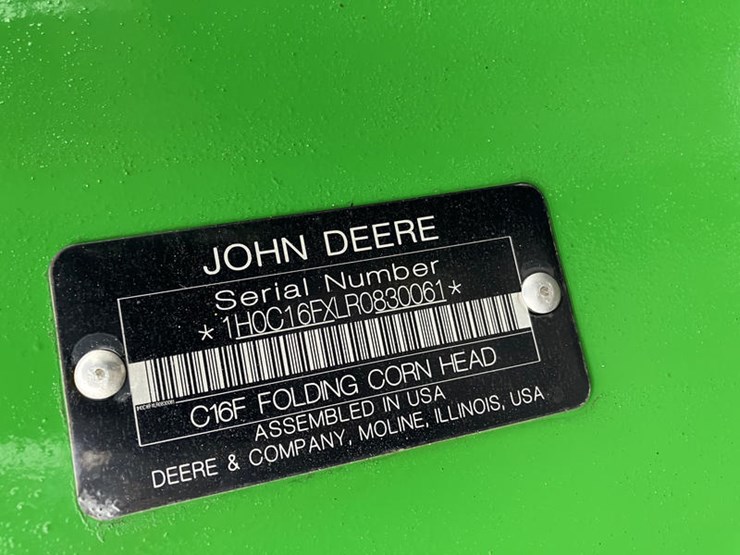 JOHN DEERE
Serial Number
*1H0C16FXLR0830061*
C16F FOLDING CORN HEAD
ASSEMBLED IN USA
DEERE & COMPANY, MOLINE, ILLINOIS, USA